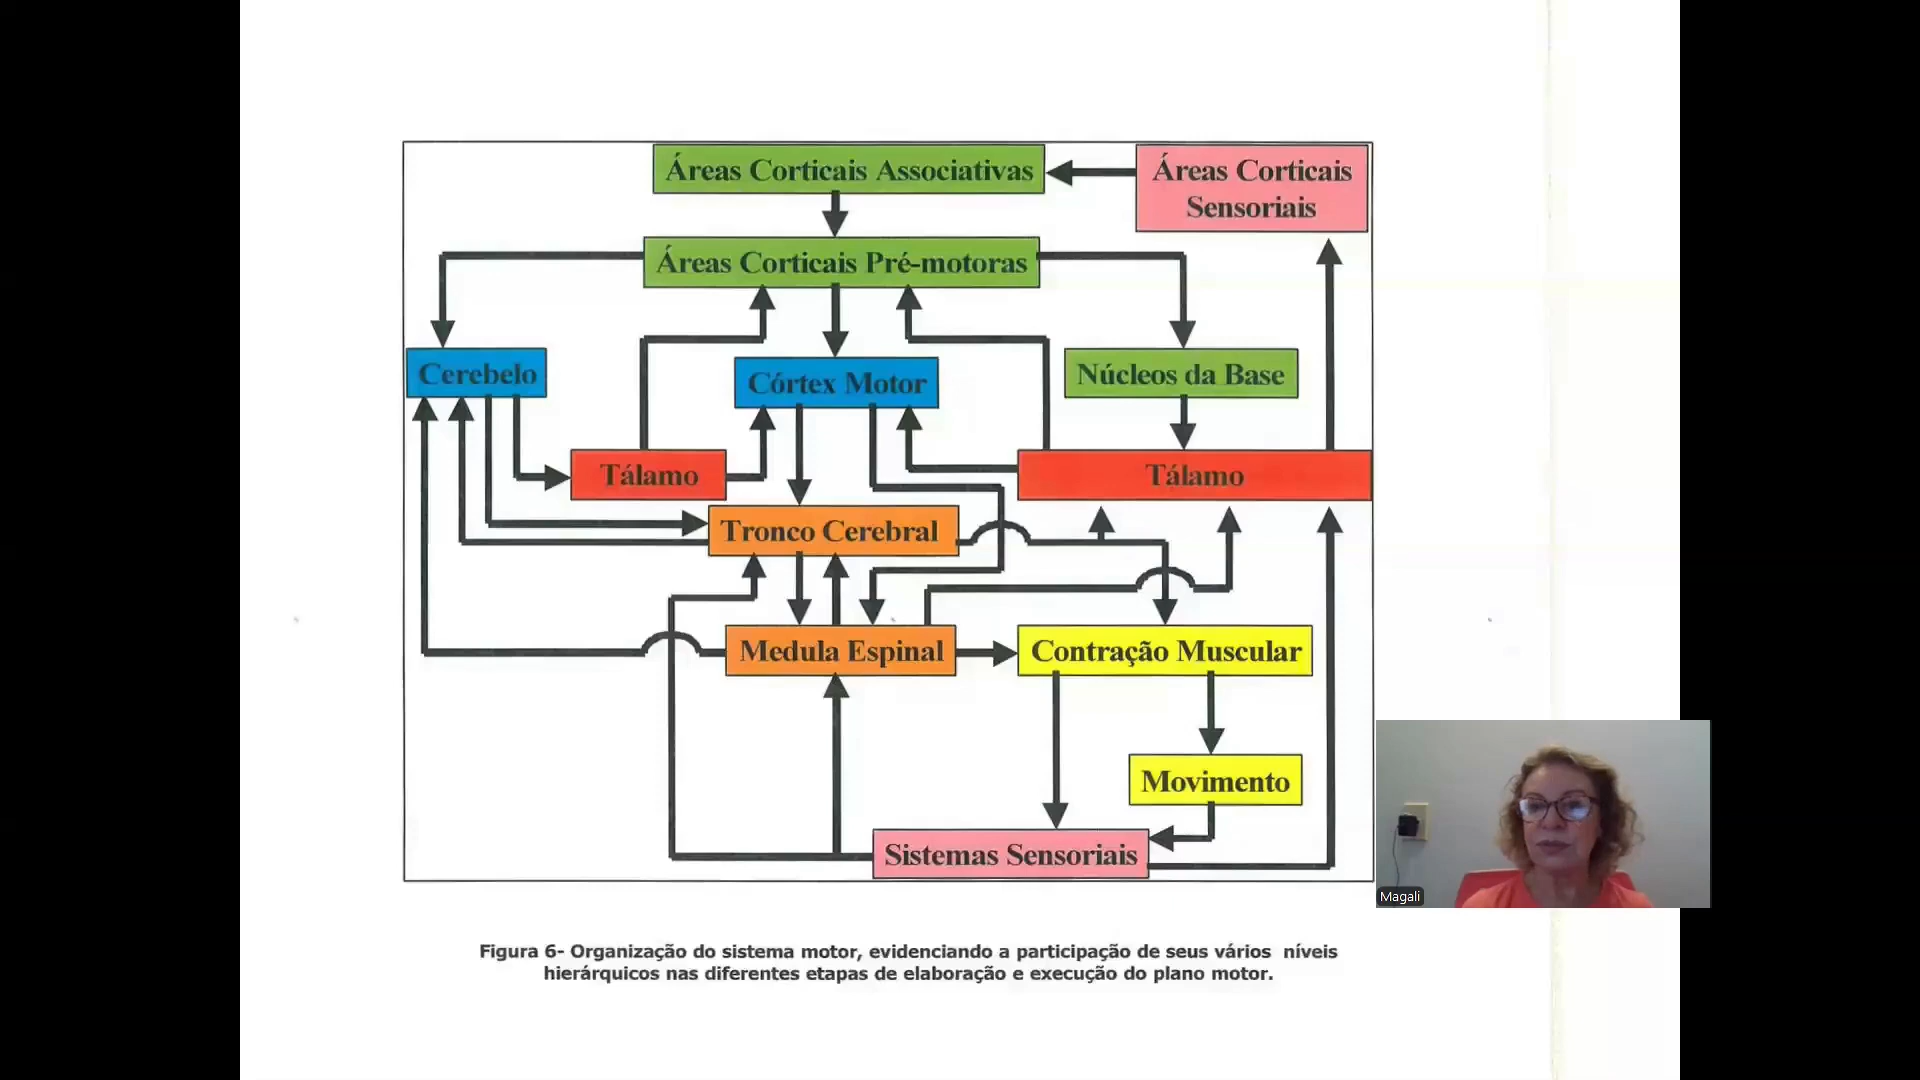 Áreas Corticais Associativas
Áreas Corticais
Sensoriais
Áreas Corticais Pré-motoras
Cerebelo
Córtex Motor
Núcleos da Base
Tálamo
Tálamo
Tronco Cerebral
Medula Espinal
Contração Muscular
Movimento
Sistemas Sensoriais
Magali
Figura 6- Organização do sistema motor, evidenciando a participação de seus vários níveis
hierárquicos nas diferentes etapas de elaboração e execução do plano motor.